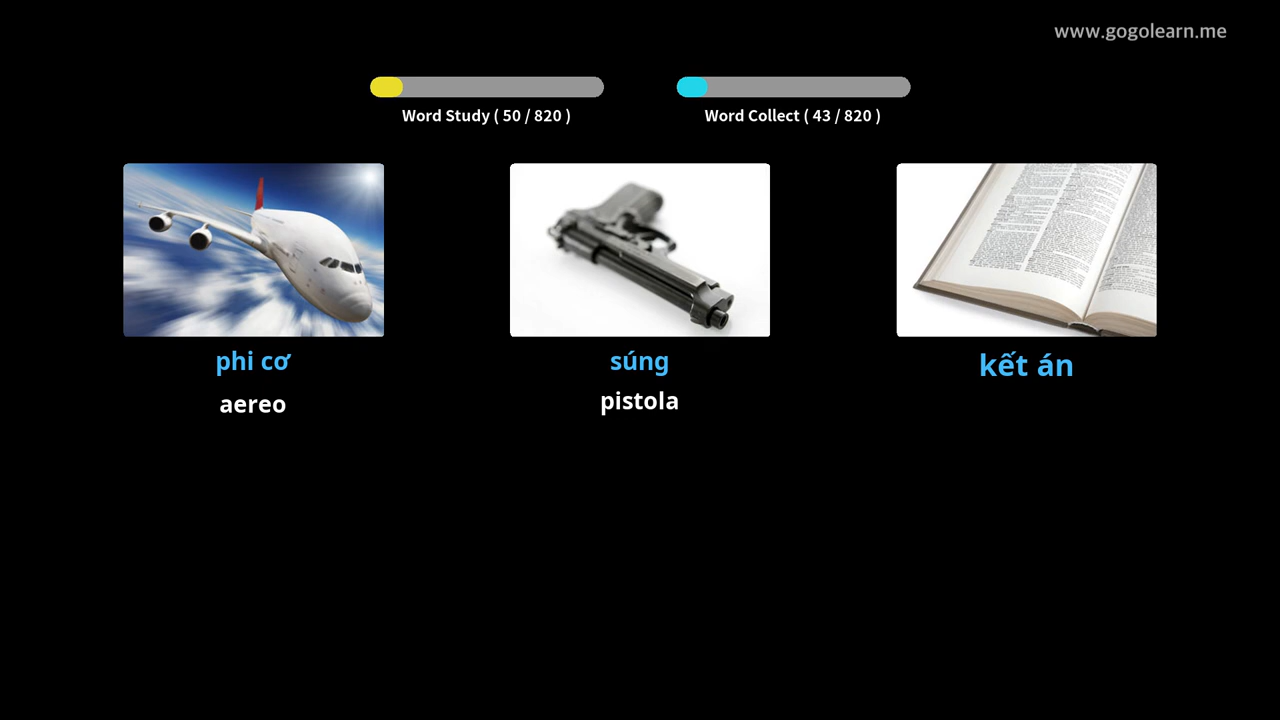 www.gogolearn.me
Word Study ( 50 / 820 )
Word Collect ( 43 / 820 )
phi cơ
aereo
súng
pistola
kết án